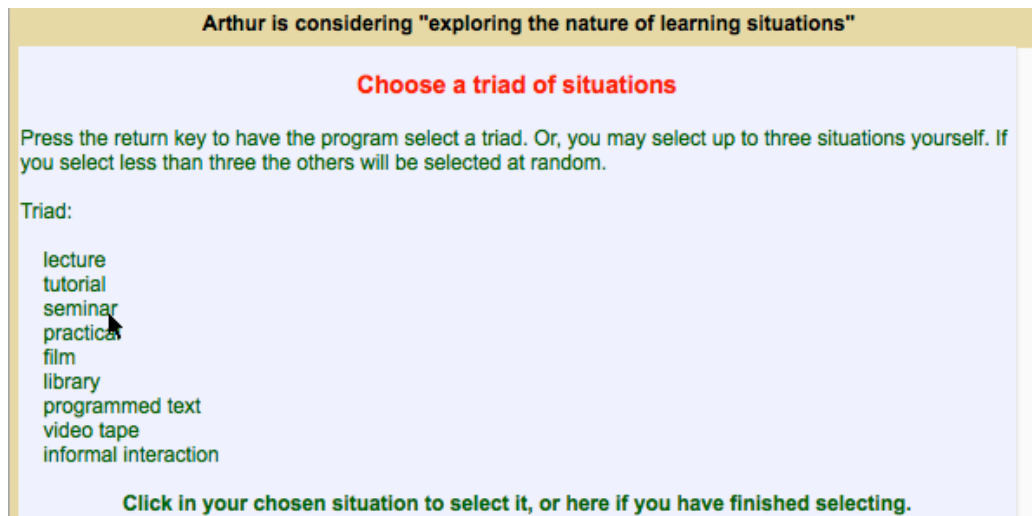 Arthur is considering "exploring the nature of learning situations"
Choose a triad of situations
Press the return key to have the program select a triad. Or, you may select up to three situations yourself. If
you select less than three the others will be selected at random.
Triad:
lecture
tutorial
seminar
practical
film
library
programmed text
video tape
informal interaction
Click in your chosen situation to select it, or here if you have finished selecting.